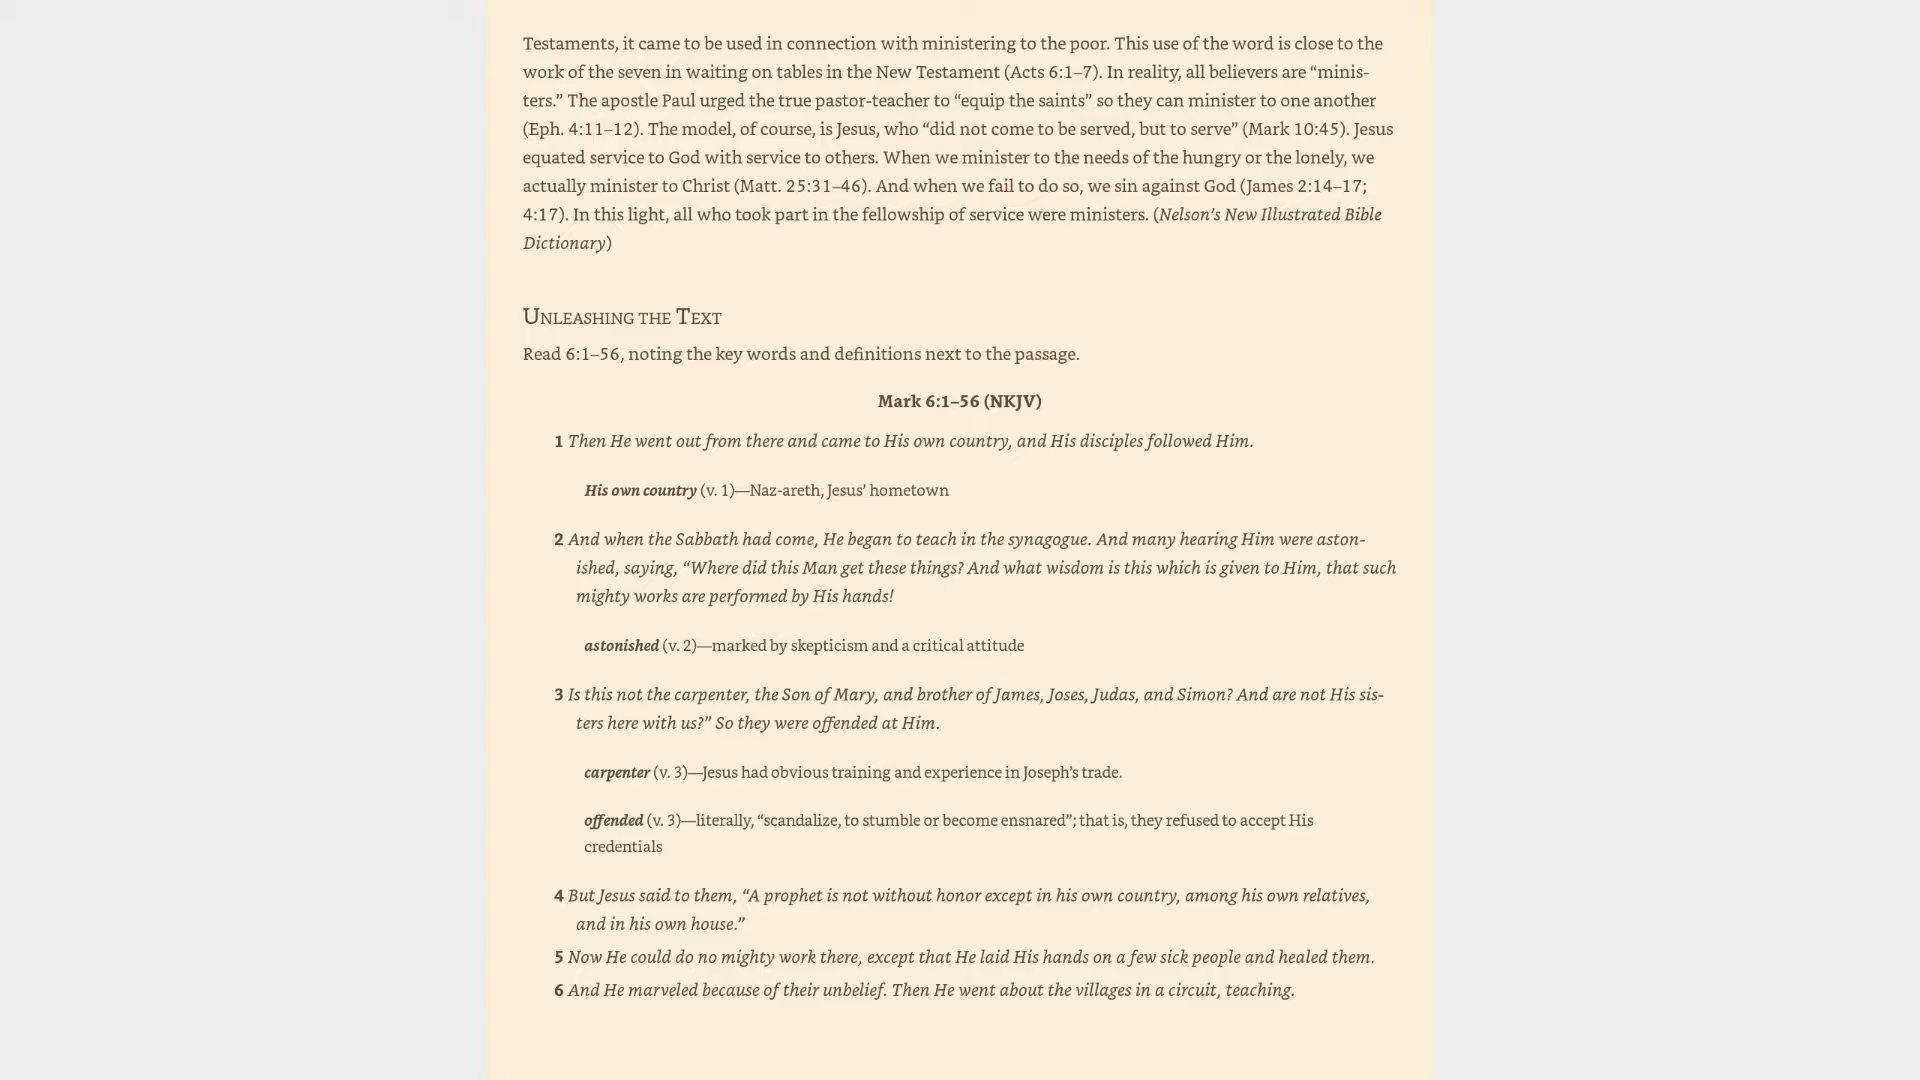 Testaments, it came to be used in connection with ministering to the poor. This use of the word is close to the
work of the seven in waiting on tables in the New Testament (Acts 6:1–7). In reality, all believers are “minis-
ters.” The apostle Paul urged the true pastor-teacher to “equip the saints” so they can minister to one another
(Eph. 4:11–12). The model, of course, is Jesus, who “did not come to be served, but to serve” (Mark 10:45). Jesus
equated service to God with service to others. When we minister to the needs of the hungry or the lonely, we
actually minister to Christ (Matt. 25:31–46). And when we fail to do so, we sin against God (James 2:14–17;
4:17). In this light, all who took part in the fellowship of service were ministers. (Nelson’s New Illustrated Bible
Dictionary)
Unleashing the Text
Read 6:1–56, noting the key words and definitions next to the passage.
Mark 6:1–56 (NKJV)
1 Then He went out from there and came to His own country, and His disciples followed Him.
His own country (v. 1)—Naz-areth, Jesus’ hometown
2 And when the Sabbath had come, He began to teach in the synagogue. And many hearing Him were aston-
ished, saying, “Where did this Man get these things? And what wisdom is this which is given to Him, that such
mighty works are performed by His hands!
astonished (v. 2)—marked by skepticism and a critical attitude
3 Is this not the carpenter, the Son of Mary, and brother of James, Joses, Judas, and Simon? And are not His sis-
ters here with us?” So they were offended at Him.
carpenter (v. 3)—Jesus had obvious training and experience in Joseph’s trade.
offended (v. 3)—literally, “scandalize, to stumble or become ensnared”; that is, they refused to accept His
credentials
4 But Jesus said to them, “A prophet is not without honor except in his own country, among his own relatives,
and in his own house.”
5 Now He could do no mighty work there, except that He laid His hands on a few sick people and healed them.
6 And He marveled because of their unbelief. Then He went about the villages in a circuit, teaching.